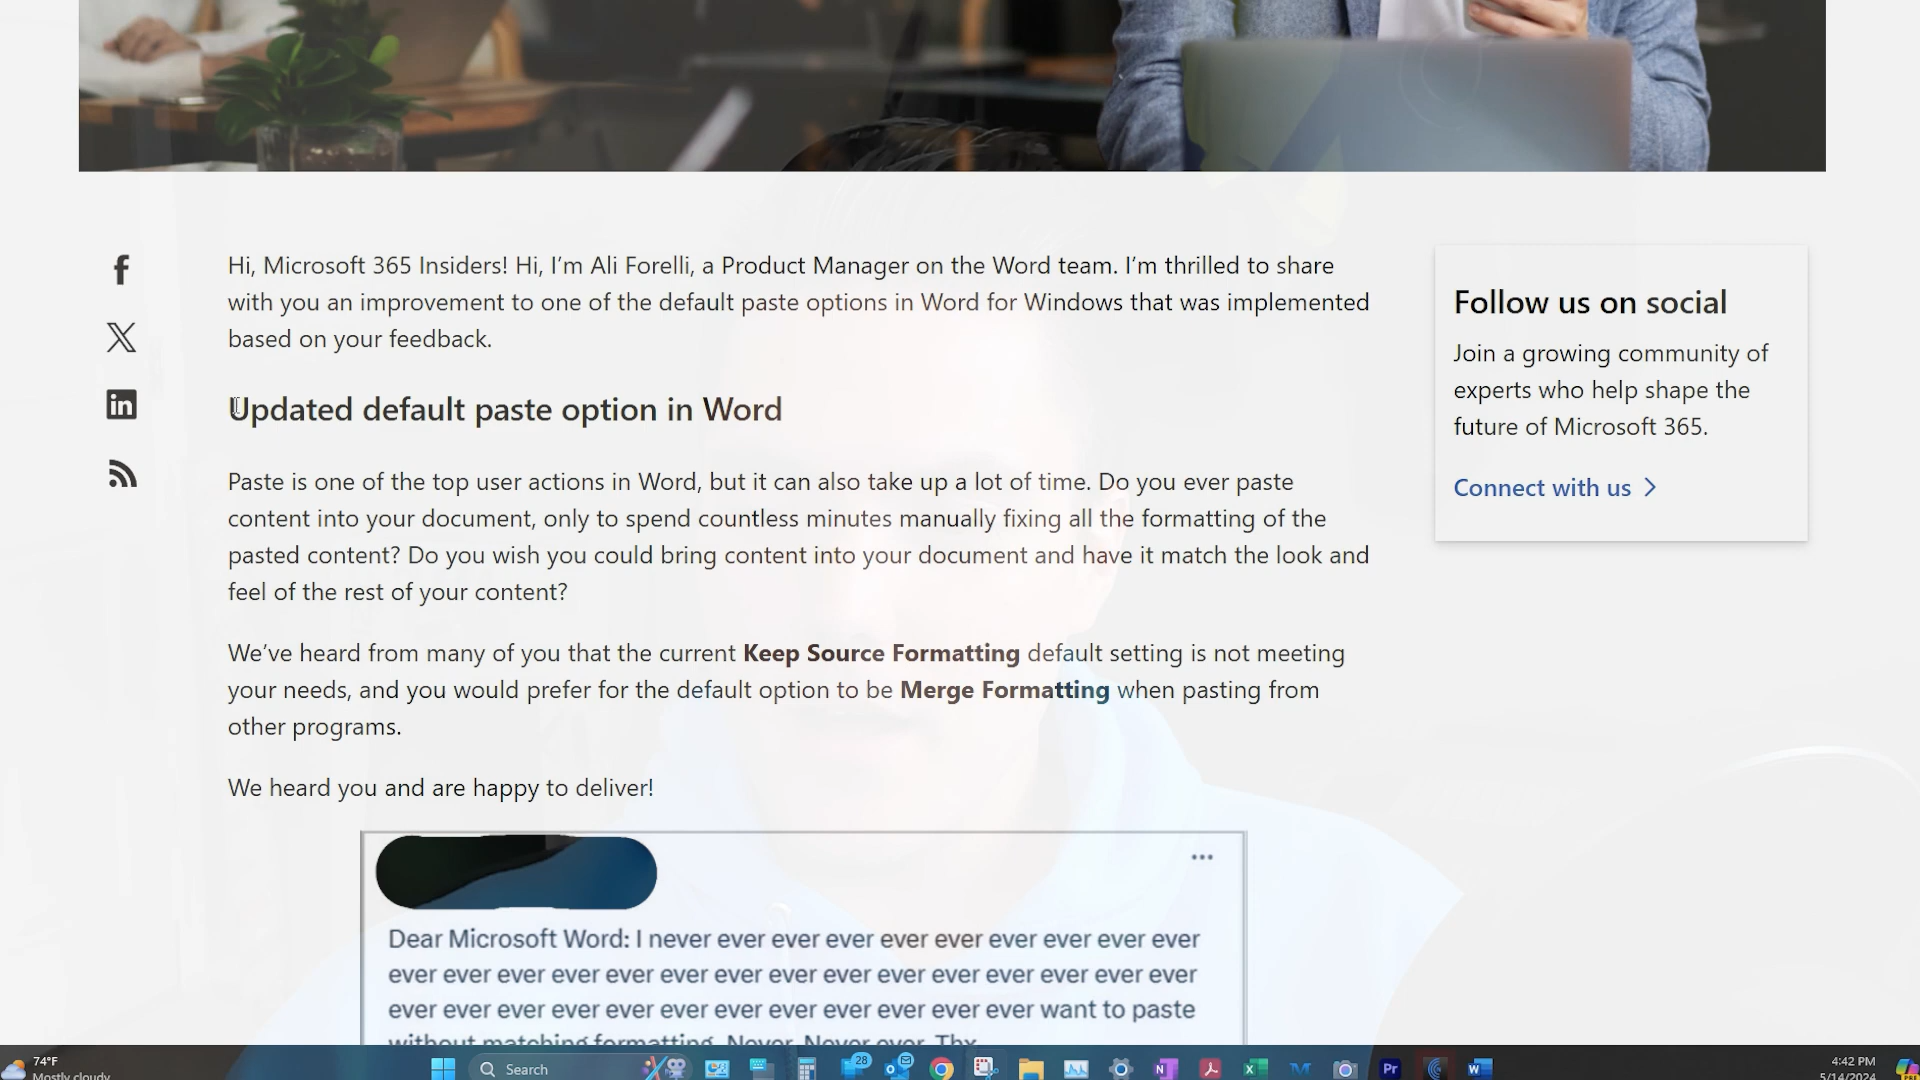 Hi, Microsoft 365 Insiders! Hi, I’m Ali Forelli, a Product Manager on the Word team. I’m thrilled to share
with you an improvement to one of the default paste options in Word for Windows that was implemented
based on your feedback.
Updated default paste option in Word
Paste is one of the top user actions in Word, but it can also take up a lot of time. Do you ever paste
content into your document, only to spend countless minutes manually fixing all the formatting of the
pasted content? Do you wish you could bring content into your document and have it match the look and
feel of the rest of your content?
We’ve heard from many of you that the current Keep Source Formatting default setting is not meeting
your needs, and you would prefer for the default option to be Merge Formatting when pasting from
other programs.
We heard you and are happy to deliver!
Dear Microsoft Word: I never ever ever ever ever ever ever ever ever ever
ever ever ever ever ever ever ever ever ever ever ever ever ever ever ever
ever ever ever ever ever ever ever ever ever ever ever ever want to paste
without matching formatting. Never. Never ever. Thx
Follow us on social
Join a growing community of
experts who help shape the
future of Microsoft 365.
Connect with us
74°F
Mostly cloudy
Search
28
Pr
4:42 PM
5/14/2024